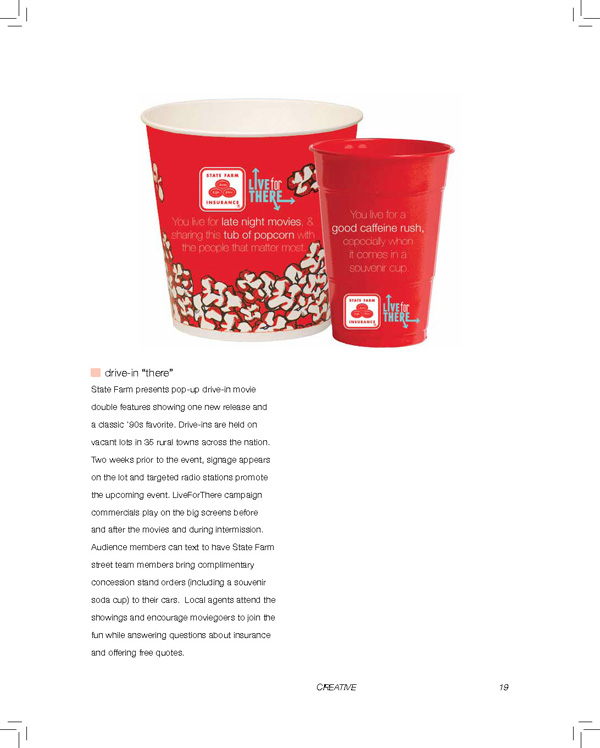 STATE FARM
INSURANCE
LIVE for
THERE
You live for late night movies, &
sharing this tub of popcorn with
the people that matter most.
You live for a
good caffeine rush,
especially when
it comes in a
souvenir cup.
STATE FARM
INSURANCE
LIVE for
THERE
drive-in “there”
State Farm presents pop-up drive-in movie
double features showing one new release and
a classic ’90s favorite. Drive-ins are held on
vacant lots in 35 rural towns across the nation.
Two weeks prior to the event, signage appears
on the lot and targeted radio stations promote
the upcoming event. LiveForThere campaign
commercials play on the big screens before
and after the movies and during intermission.
Audience members can text to have State Farm
street team members bring complimentary
concession stand orders (including a souvenir
soda cup) to their cars.  Local agents attend the
showings and encourage moviegoers to join the
fun while answering questions about insurance
and offering free quotes.
CREATIVE
19